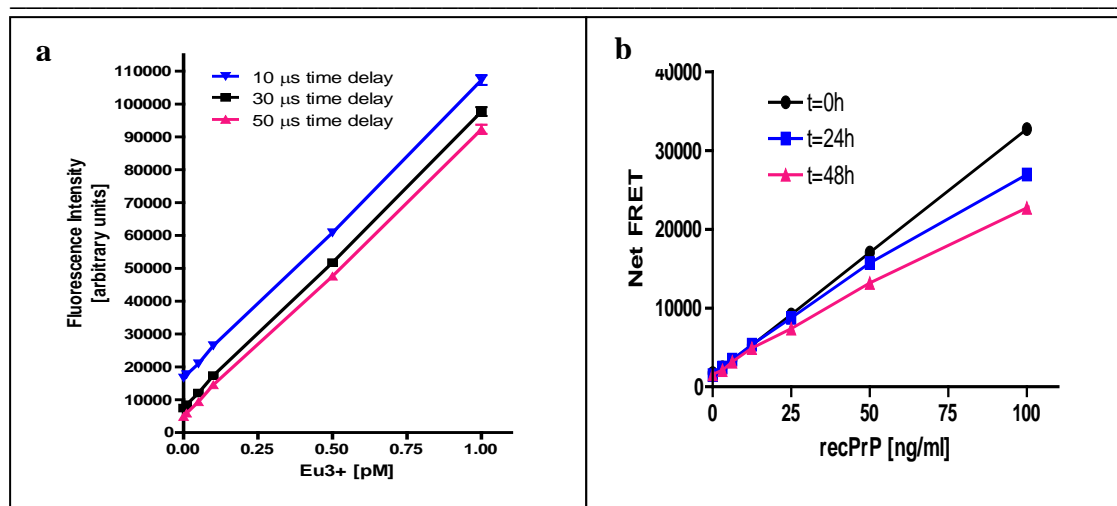 a
10 µs time delay
30 µs time delay
50 µs time delay
Fluorescence Intensity
[arbitrary units]
110000
100000
90000
80000
70000
60000
50000
40000
30000
20000
10000
0
0.00 0.25 0.50 0.75 1.00
Eu3+ [pM]
b
t=0h
t=24h
t=48h
Net FRET
40000
30000
20000
10000
0
0 25 50 100
recPrP [ng/ml]